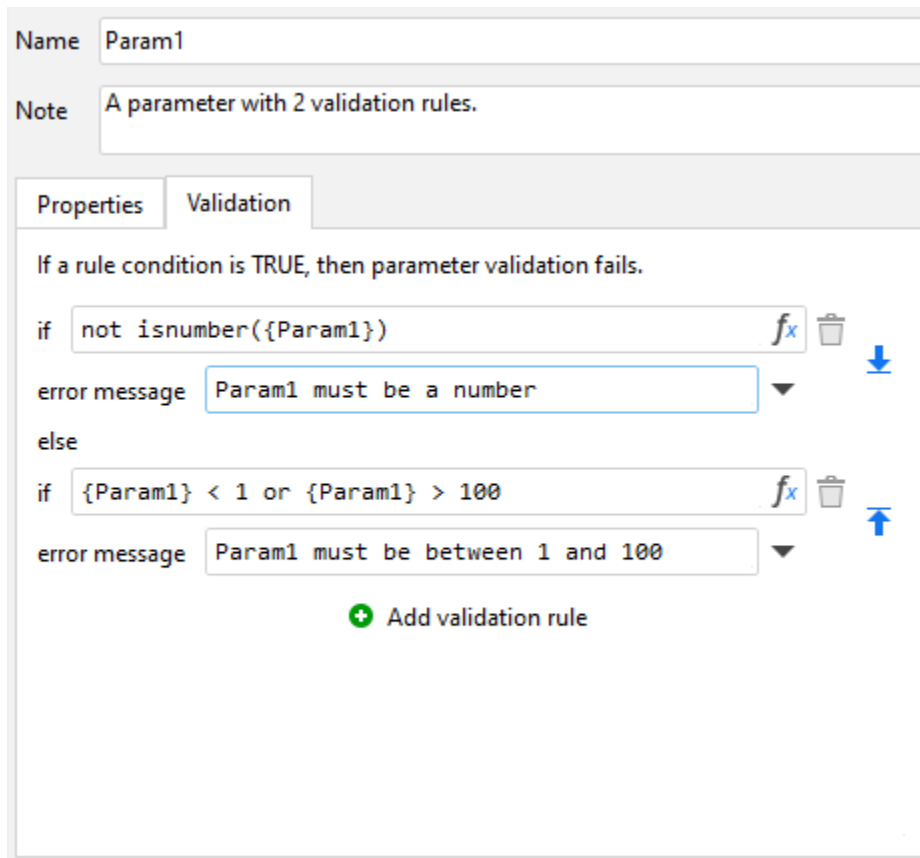 Name Param1
Note A parameter with 2 validation rules.
Properties Validation
If a rule condition is TRUE, then parameter validation fails.
if not isnumber({Param1}) fx
error message Param1 must be a number
else
if {Param1} < 1 or {Param1} > 100 fx
error message Param1 must be between 1 and 100
Add validation rule